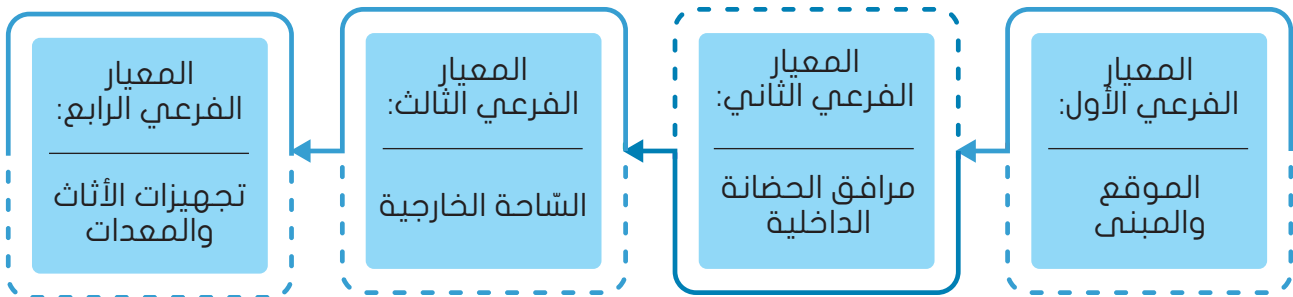 المعيار
الفرعي الأول:
الموقع
والمبنى
المعيار
الفرعي الثاني:
مرافق الحضانة
الداخلية
المعيار
الفرعي الثالث:
السّاحة الخارجية
المعيار
الفرعي الرابع:
تجهيزات الأثاث
والمعدات